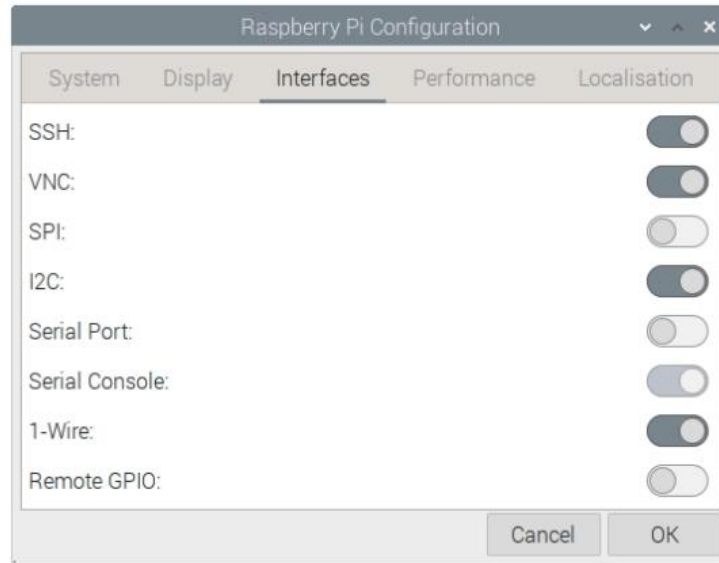 Raspberry Pi Configuration
System Display Interfaces Performance Localisation
SSH:
VNC:
SPI:
I2C:
Serial Port:
Serial Console:
1-Wire:
Remote GPIO:
Cancel OK